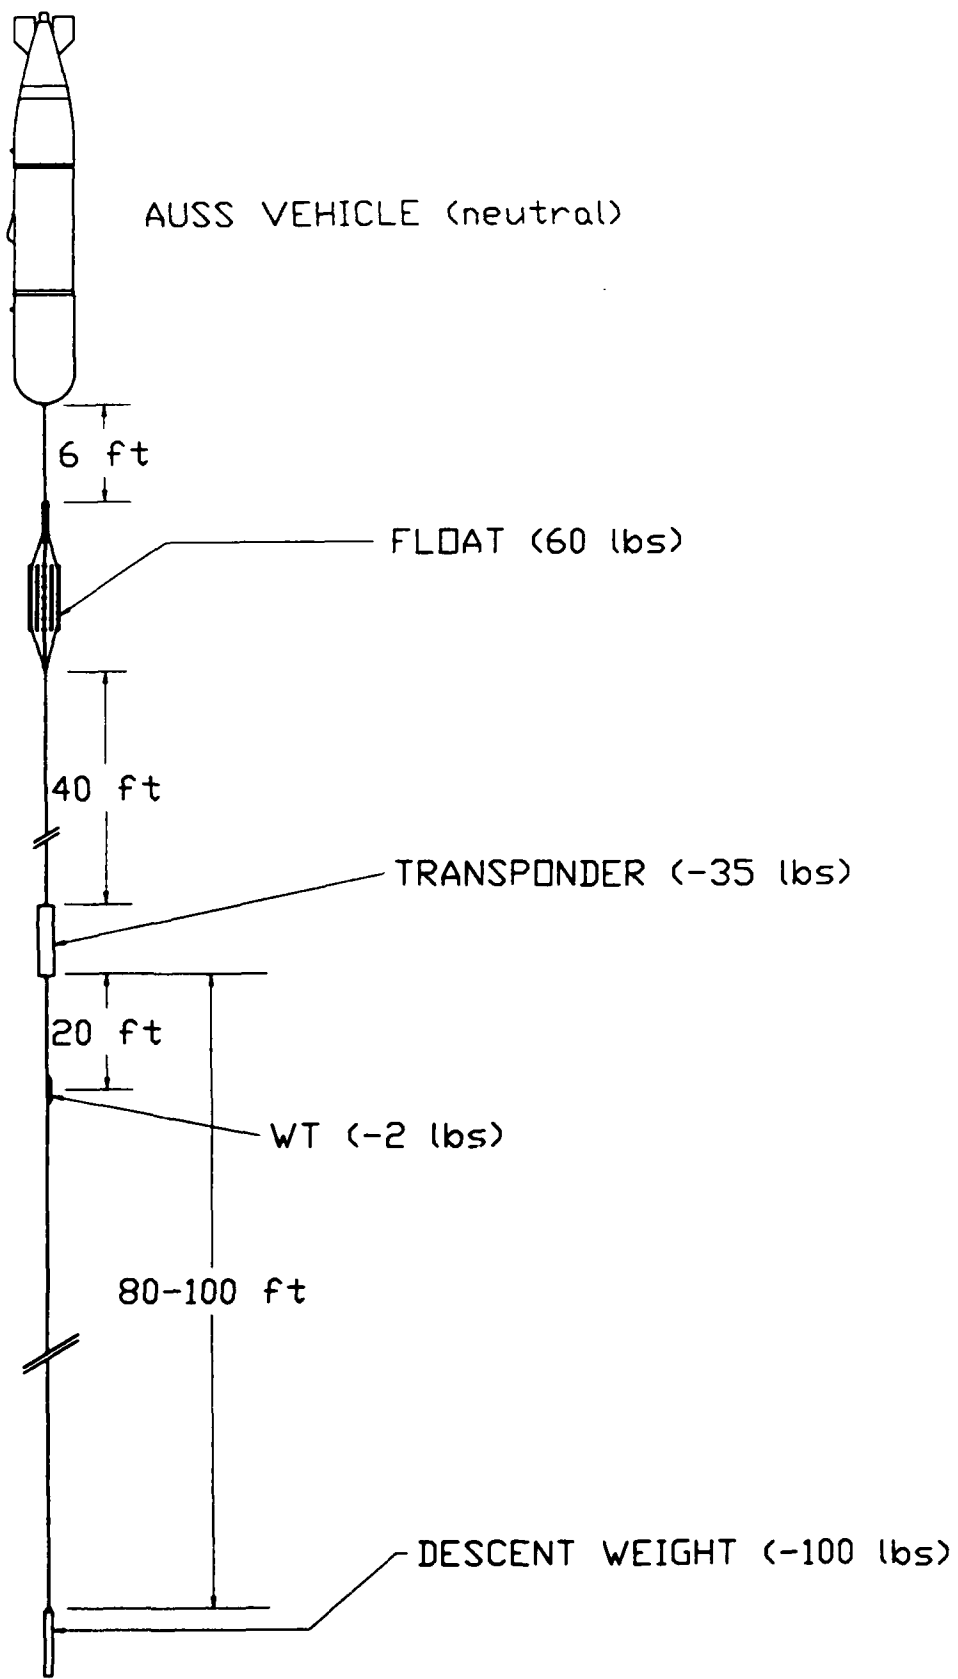 AUSS VEHICLE (neutral)
6 ft
FLOAT (60 lbs)
40 ft
TRANSPONDER (-35 lbs)
20 ft
WT (-2 lbs)
80-100 ft
DESCENT WEIGHT (-100 lbs)